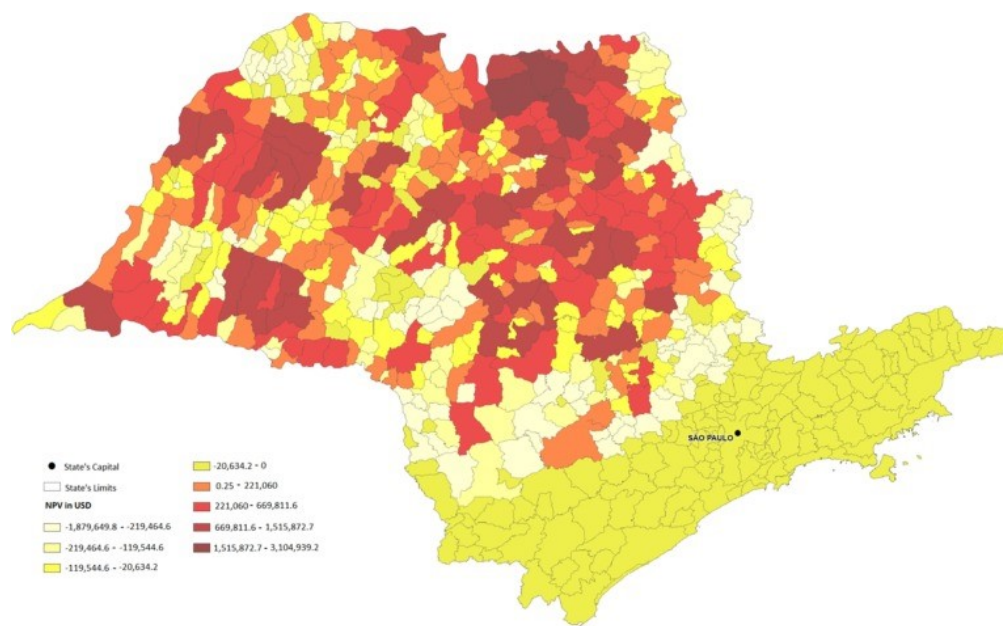 SÃO PAULO
State's Capital
State's Limits
NPV in USD
-1,879,649.8 - -219,464.6
-219,464.6 - -119,544.6
-119,544.6 - -20,634.2
-20,634.2 - 0
0.25 - 221,060
221,060 - 669,811.6
669,811.6 - 1,515,872.7
1,515,872.7 - 3,104,939.2